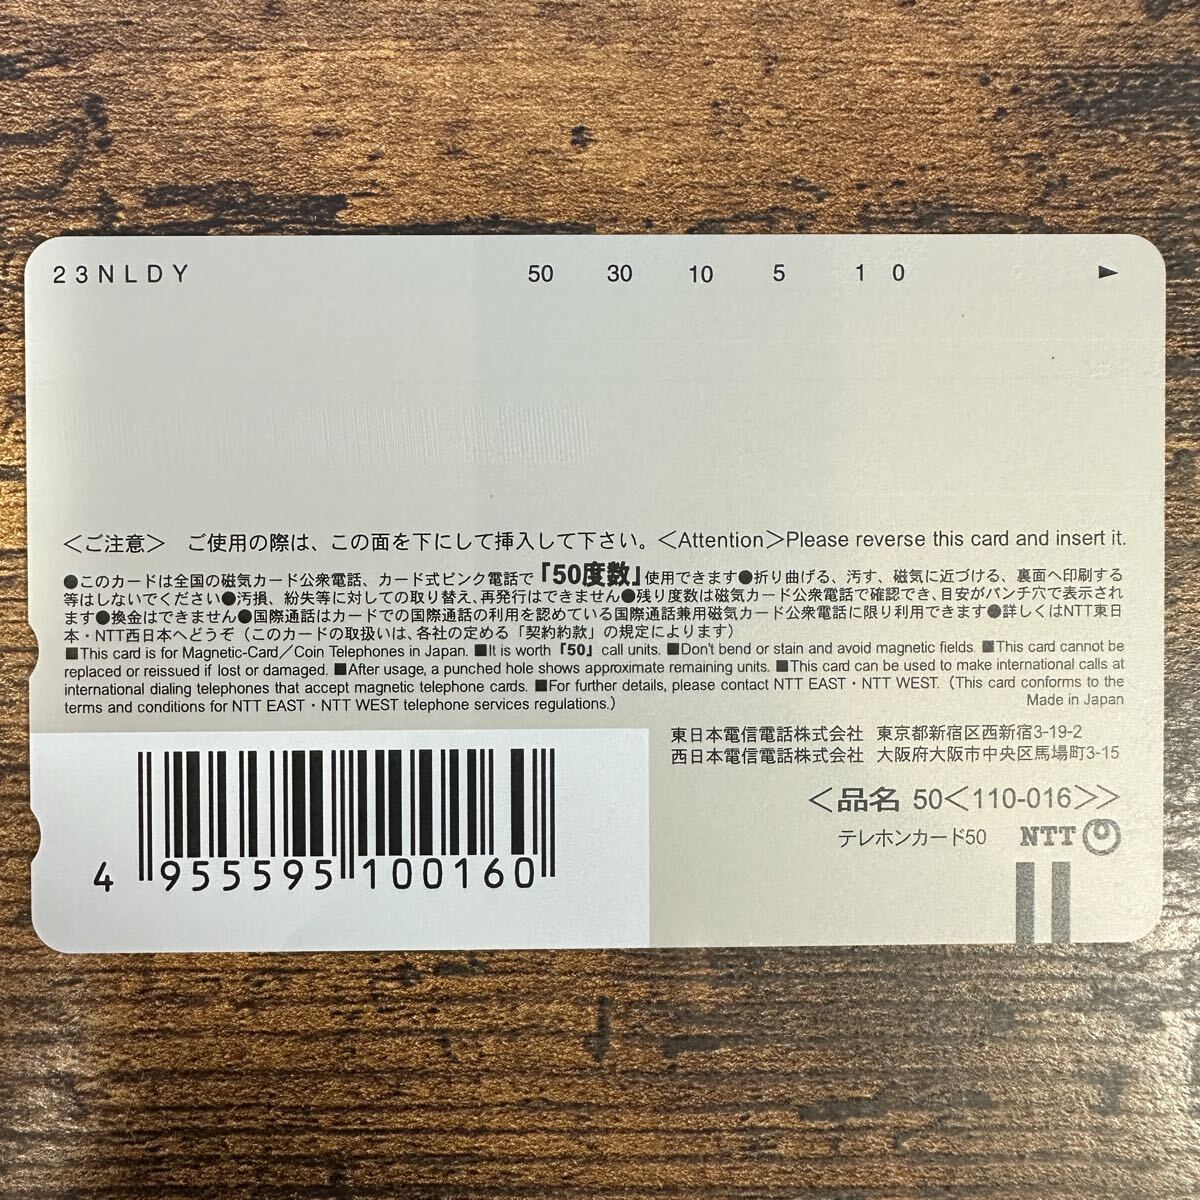 23NLDY 50 30 10 5 1 0 ►
＜ご注意＞ ご使用の際は、この面を下にして挿入して下さい。＜Attention＞Please reverse this card and insert it.
●このカードは全国の磁気カード公衆電話、カード式ピンク電話で『50度数』使用できます●折り曲げる、汚す、磁気に近づける、裏面へ印刷する
等はしないでください●汚損、紛失等に対しての取り替え、再発行はできません●残り度数は磁気カード公衆電話で確認でき、目安がパンチ穴で表示されま
す●換金はできません●国際通話はカードでの国際通話の利用を認めている国際通話兼用磁気カード公衆電話に限り利用できます●詳しくはNTT東日
本・NTT西日本へどうぞ（このカードの取扱いは、各社の定める「契約約款」の規定によります）
■This card is for Magnetic-Card／Coin Telephones in Japan. ■It is worth『50』call units. ■Don't bend or stain and avoid magnetic fields. ■This card cannot be
replaced or reissued if lost or damaged. ■After usage, a punched hole shows approximate remaining units. ■This card can be used to make international calls at
international dialing telephones that accept magnetic telephone cards. ■For further details, please contact NTT EAST・NTT WEST. (This card conforms to the
terms and conditions for NTT EAST・NTT WEST telephone services regulations.) Made in Japan
東日本電信電話株式会社 東京都新宿区西新宿3-19-2
西日本電信電話株式会社 大阪府大阪市中央区馬場町3-15
＜品名 50＜110-016＞＞
テレホンカード50 NTT
4 955595 100160